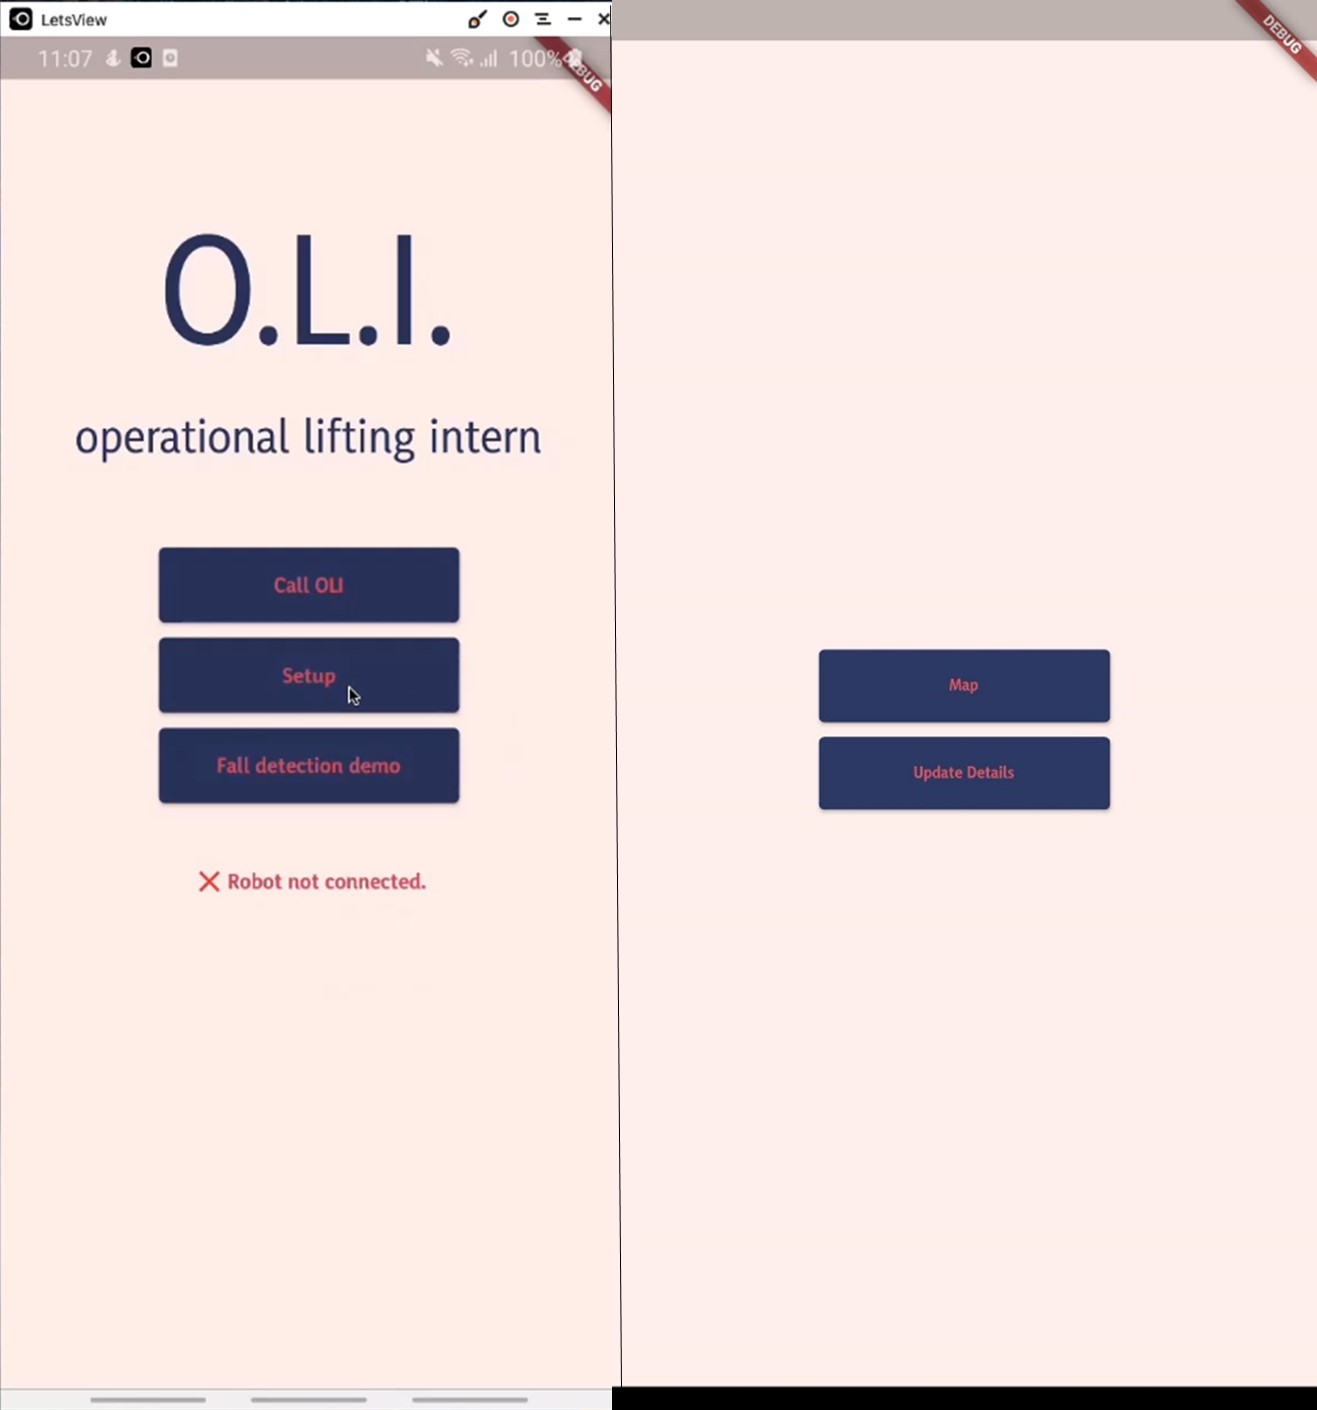 LetsView
11:07
100%
DEBUG
O.L.I.
operational lifting intern
Call OLI
Setup
Fall detection demo
Robot not connected.
DEBUG
Map
Update Details